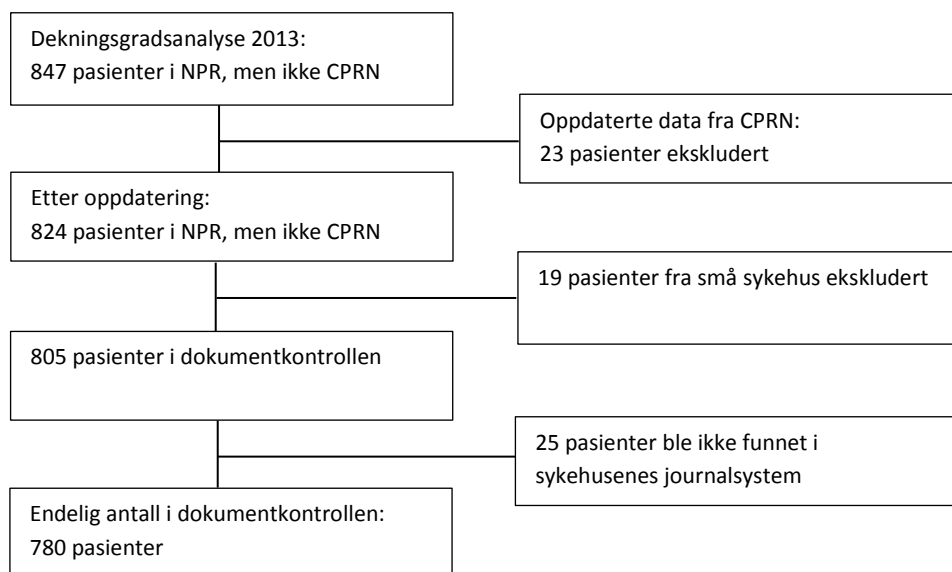 Dekningsgradsanalyse 2013:
847 pasienter i NPR, men ikke CPRN
Oppdaterte data fra CPRN:
23 pasienter ekskludert
Etter oppdatering:
824 pasienter i NPR, men ikke CPRN
19 pasienter fra små sykehus ekskludert
805 pasienter i dokumentkontrollen
25 pasienter ble ikke funnet i
sykehusenes journalsystem
Endelig antall i dokumentkontrollen:
780 pasienter